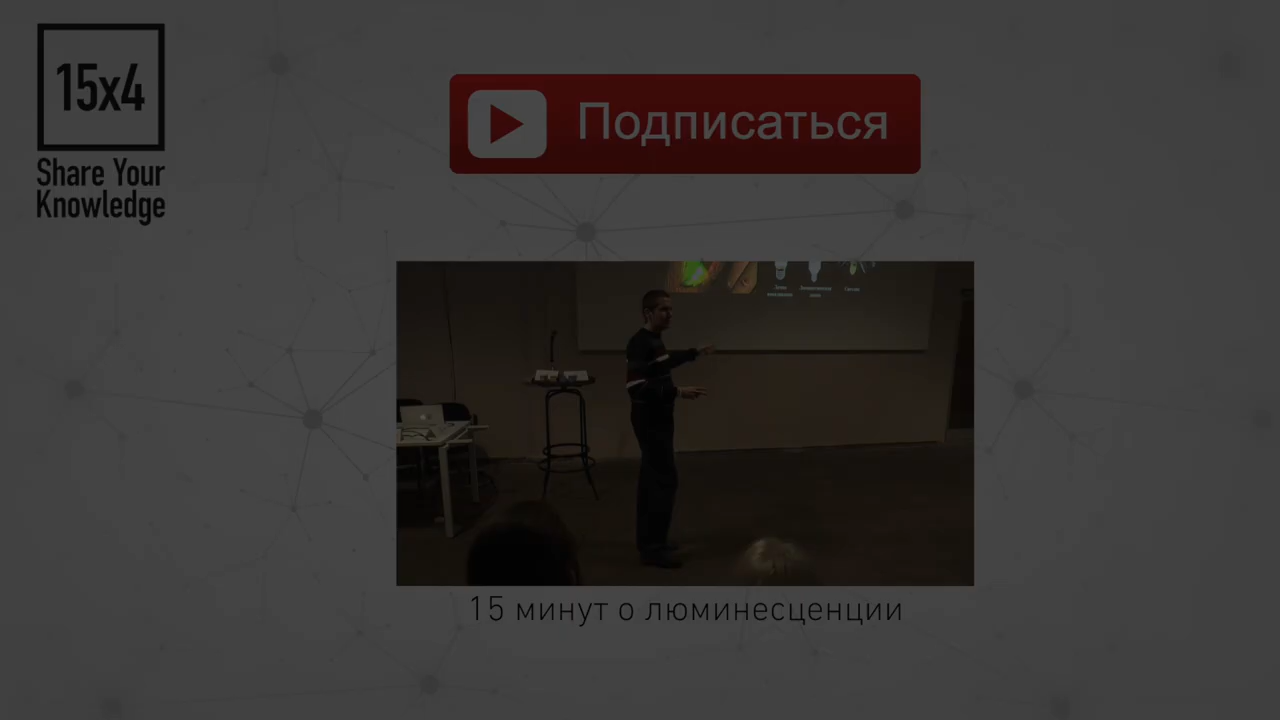 15x4
Share Your
Knowledge
Подписаться
15 минут о люминесценции